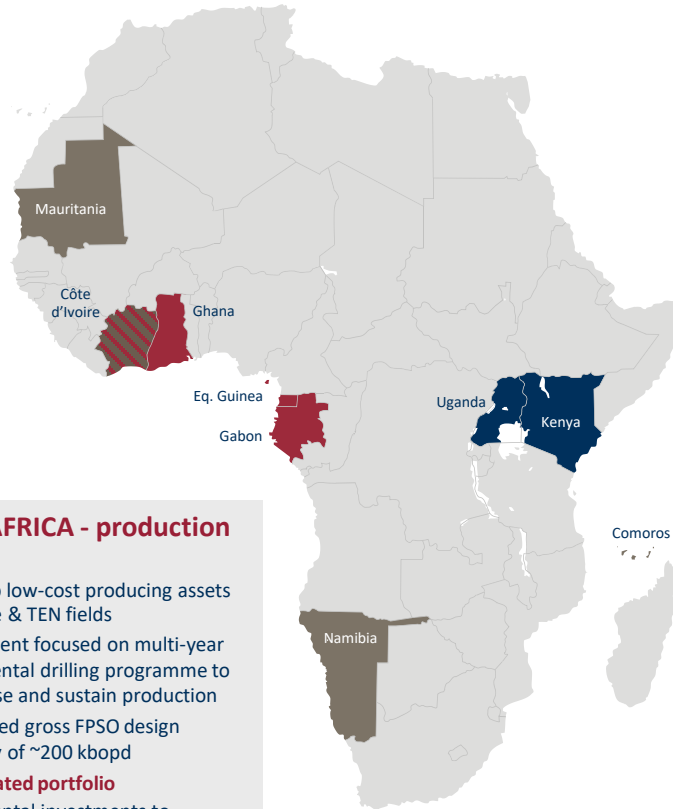 Mauritania
Côte
d'Ivoire
Ghana
Eq. Guinea
Gabon
Uganda
Kenya
Comoros
Namibia
AFRICA - production
low-cost producing assets
& TEN fields
ent focused on multi-year
ental drilling programme to
se and sustain production
ed gross FPSO design
y of ~200 kbopd
ated portfolio